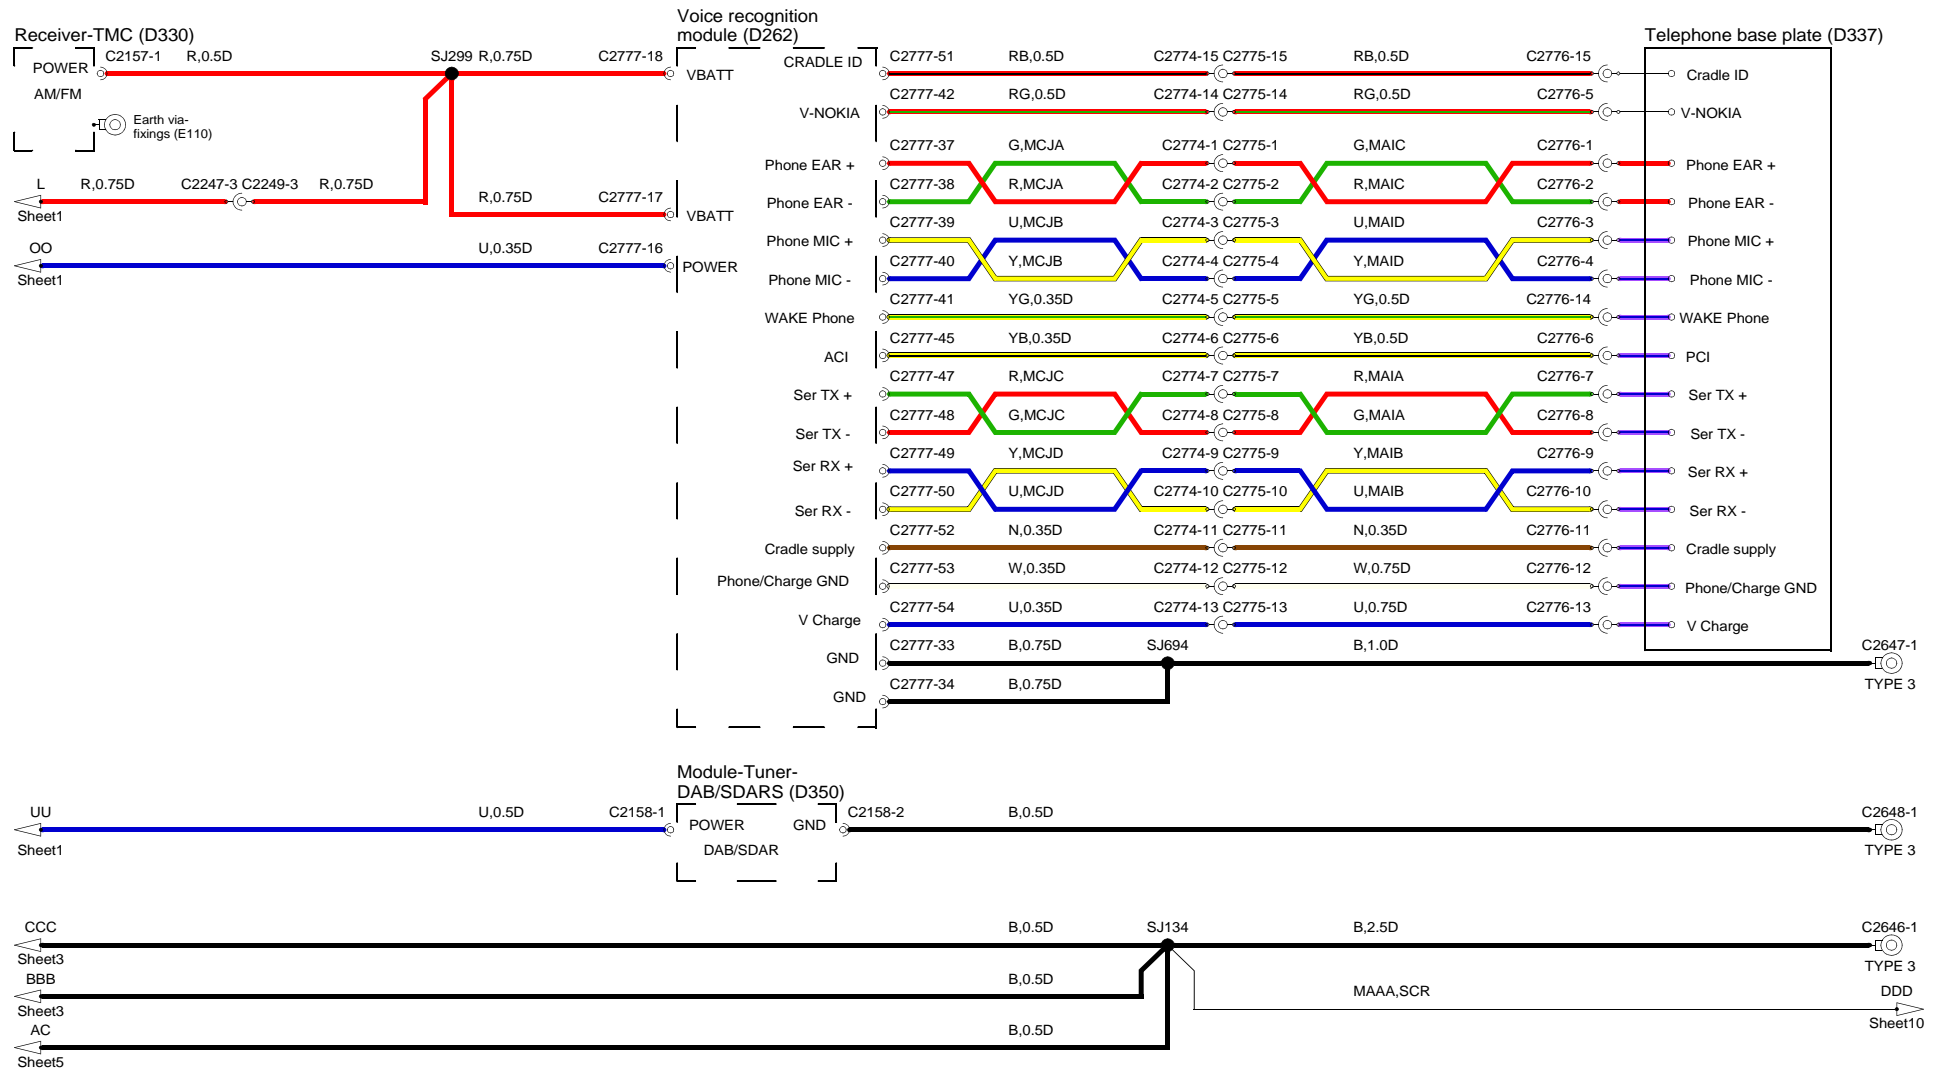 Receiver-TMC (D330)
POWER
AM/FM
C2157-1
R,0.5D
SJ299
R,0.75D
C2777-18
Earth via-
fixings (E110)
L
Sheet1
R,0.75D
C2247-3
C2249-3
R,0.75D
R,0.75D
C2777-17
OO
Sheet1
U,0.35D
C2777-16
Voice recognition
module (D262)
VBATT
VBATT
POWER
CRADLE ID
C2777-51
RB,0.5D
C2774-15
C2775-15
RB,0.5D
C2776-15
V-NOKIA
C2777-42
RG,0.5D
C2774-14
C2775-14
RG,0.5D
C2776-5
Phone EAR +
C2777-37
G,MCJA
C2774-1
C2775-1
G,MAIC
C2776-1
Phone EAR -
C2777-38
R,MCJA
C2774-2
C2775-2
R,MAIC
C2776-2
Phone MIC +
C2777-39
U,MCJB
C2774-3
C2775-3
U,MAID
C2776-3
Phone MIC -
C2777-40
Y,MCJB
C2774-4
C2775-4
Y,MAID
C2776-4
WAKE Phone
C2777-41
YG,0.35D
C2774-5
C2775-5
YG,0.5D
C2776-14
ACI
C2777-45
YB,0.35D
C2774-6
C2775-6
YB,0.5D
C2776-6
Ser TX +
C2777-47
R,MCJC
C2774-7
C2775-7
R,MAIA
C2776-7
Ser TX -
C2777-48
G,MCJC
C2774-8
C2775-8
G,MAIA
C2776-8
Ser RX +
C2777-49
Y,MCJD
C2774-9
C2775-9
Y,MAIB
C2776-9
Ser RX -
C2777-50
U,MCJD
C2774-10
C2775-10
U,MAIB
C2776-10
Cradle supply
C2777-52
N,0.35D
C2774-11
C2775-11
N,0.35D
C2776-11
Phone/Charge GND
C2777-53
W,0.35D
C2774-12
C2775-12
W,0.75D
C2776-12
V Charge
C2777-54
U,0.35D
C2774-13
C2775-13
U,0.75D
C2776-13
GND
C2777-33
B,0.75D
SJ694
B,1.0D
C2647-1
TYPE 3
GND
C2777-34
B,0.75D
Telephone base plate (D337)
Cradle ID
V-NOKIA
Phone EAR +
Phone EAR -
Phone MIC +
Phone MIC -
WAKE Phone
PCI
Ser TX +
Ser TX -
Ser RX +
Ser RX -
Cradle supply
Phone/Charge GND
V Charge
Module-Tuner-
DAB/SDARS (D350)
UU
Sheet1
U,0.5D
C2158-1
POWER
GND
DAB/SDAR
C2158-2
B,0.5D
C2648-1
TYPE 3
CCC
Sheet3
B,0.5D
SJ134
B,2.5D
C2646-1
TYPE 3
BBB
Sheet3
B,0.5D
MAAA,SCR
DDD
Sheet10
AC
Sheet5
B,0.5D